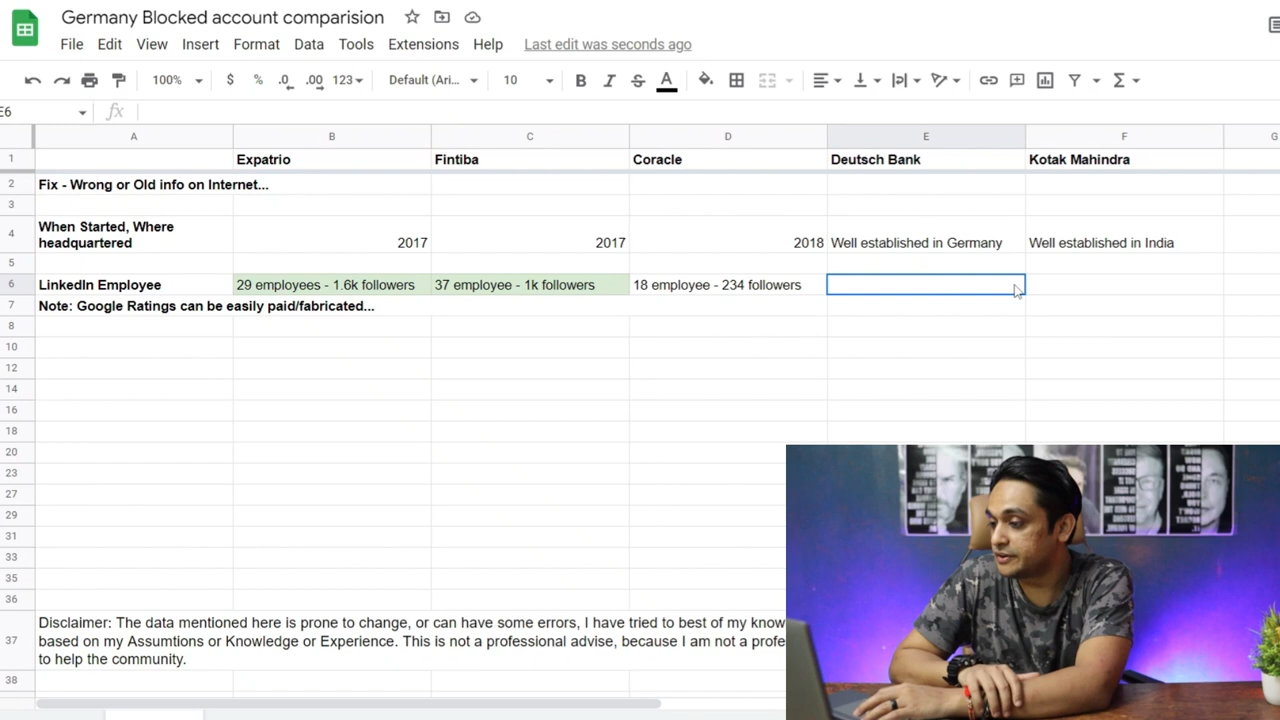 Germany Blocked account comparision
File Edit View Insert Format Data Tools Extensions Help Last edit was seconds ago
100% $ % .0 .00 123 Default (Ari... 10 B I S A
E6 fx
A B C D E F G
1 Expatrio Fintiba Coracle Deutsch Bank Kotak Mahindra
2 Fix - Wrong or Old info on Internet...
3
When Started, Where
4 headquartered 2017 2017 2018 Well established in Germany Well established in India
5
6 LinkedIn Employee 29 employees - 1.6k followers 37 employee - 1k followers 18 employee - 234 followers
7 Note: Google Ratings can be easily paid/fabricated...
8
10
12
14
16
18
20
23
27
29
31
33
35
36
Disclaimer: The data mentioned here is prone to change, or can have some errors, I have tried to best of my know
37 based on my Assumtions or Knowledge or Experience. This is not a professional advise, because I am not a profe
to help the community.
38